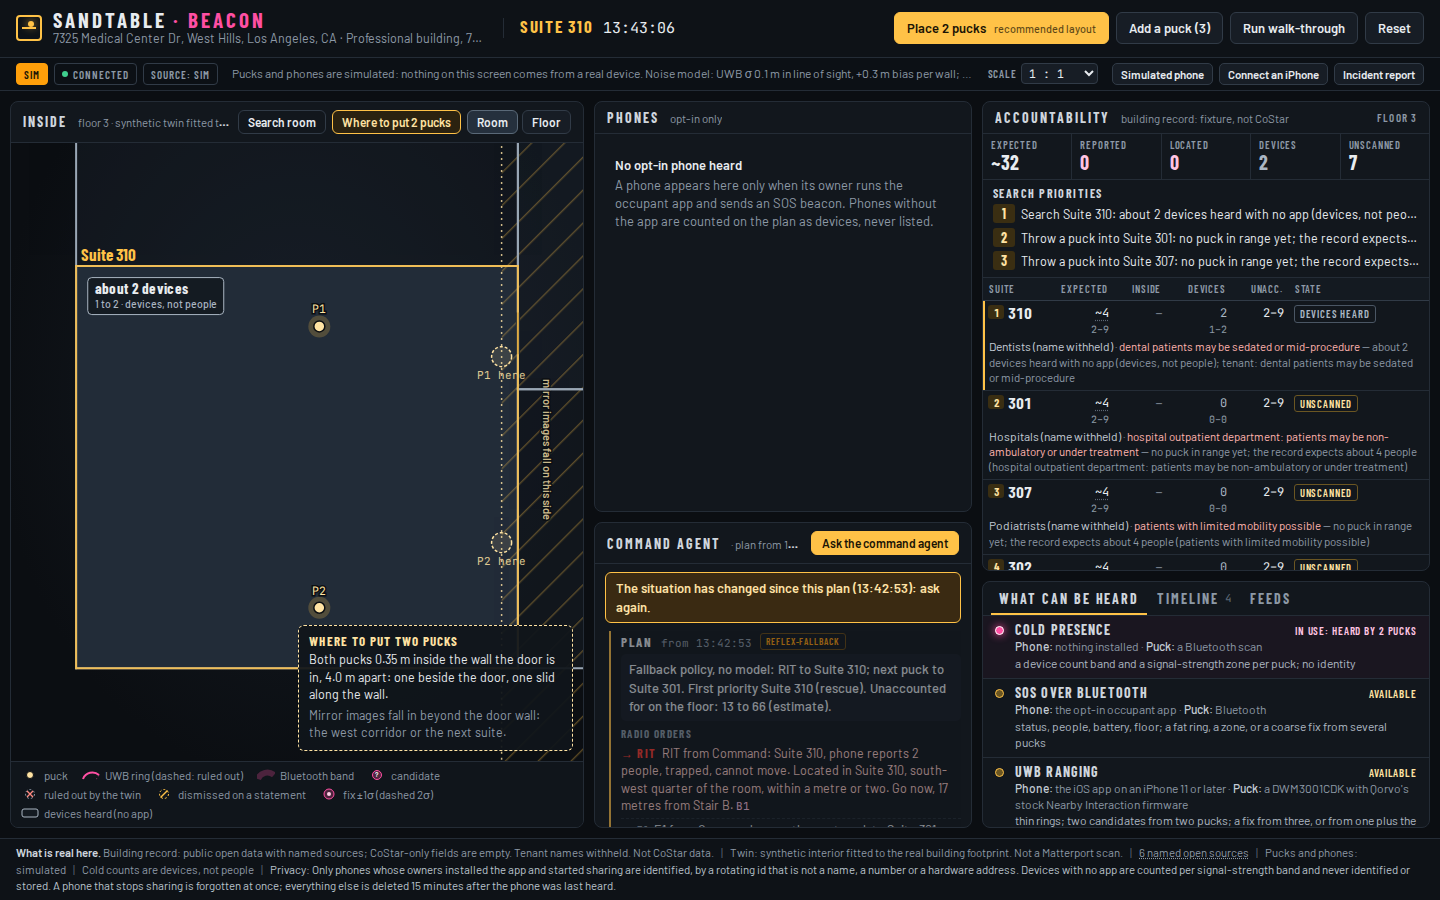 SANDTABLE · BEACON
7325 Medical Center Dr, West Hills, Los Angeles, CA · Professional building, 7...
SUITE 310 13:43:06
Place 2 pucks recommended layout
Add a puck (3)
Run walk-through
Reset
SIM
CONNECTED
SOURCE: SIM
Pucks and phones are simulated: nothing on this screen comes from a real device. Noise model: UWB σ 0.1 m in line of sight, +0.3 m bias per wall; ...
SCALE 1 : 1
Simulated phone
Connect an iPhone
Incident report
INSIDE floor 3 · synthetic twin fitted t...
Search room
Where to put 2 pucks
Room
Floor
Suite 310
about 2 devices
1 to 2 · devices, not people
P1
P1 here
mirror images fall on this side
P2 here
P2
WHERE TO PUT TWO PUCKS
Both pucks 0.35 m inside the wall the door is
in, 4.0 m apart: one beside the door, one slid
along the wall.
Mirror images fall in beyond the door wall:
the west corridor or the next suite.
puck
UWB ring (dashed: ruled out)
Bluetooth band
candidate
ruled out by the twin
dismissed on a statement
fix ±1σ (dashed 2σ)
devices heard (no app)
PHONES opt-in only
No opt-in phone heard
A phone appears here only when its owner runs the
occupant app and sends an SOS beacon. Phones without
the app are counted on the plan as devices, never listed.
COMMAND AGENT · plan from 1...
Ask the command agent
The situation has changed since this plan (13:42:53): ask
again.
PLAN from 13:42:53 REFLEX-FALLBACK
Fallback policy, no model: RIT to Suite 310; next puck to
Suite 301. First priority Suite 310 (rescue). Unaccounted
for on the floor: 13 to 66 (estimate).
RADIO ORDERS
→ RIT RIT from Command: Suite 310, phone reports 2
people, trapped, cannot move. Located in Suite 310, south-
west quarter of the room, within a metre or two. Go now, 17
metres from Stair B. B1
ACCOUNTABILITY building record: fixture, not CoStar
FLOOR 3
EXPECTED REPORTED LOCATED DEVICES UNSCANNED
~32 0 0 2 7
SEARCH PRIORITIES
1 Search Suite 310: about 2 devices heard with no app (devices, not peo...
2 Throw a puck into Suite 301: no puck in range yet; the record expects...
3 Throw a puck into Suite 307: no puck in range yet; the record expects...
SUITE EXPECTED INSIDE DEVICES UNACC. STATE
1 310 ~4 – 2 2–9 DEVICES HEARD
2–9 1–2
Dentists (name withheld) · dental patients may be sedated or mid-procedure — about 2
devices heard with no app (devices, not people); tenant: dental patients may be sedated
or mid-procedure
2 301 ~4 – 0 2–9 UNSCANNED
2–9 0–0
Hospitals (name withheld) · hospital outpatient department: patients may be non-
ambulatory or under treatment — no puck in range yet; the record expects about 4 people
(hospital outpatient department: patients may be non-ambulatory or under treatment)
3 307 ~4 – 0 2–9 UNSCANNED
2–9 0–0
Podiatrists (name withheld) · patients with limited mobility possible — no puck in range
yet; the record expects about 4 people (patients with limited mobility possible)
4 302 ~4 – 0 2–9 UNSCANNED
WHAT CAN BE HEARD
TIMELINE 4
FEEDS
COLD PRESENCE IN USE: HEARD BY 2 PUCKS
Phone: nothing installed · Puck: a Bluetooth scan
a device count band and a signal-strength zone per puck; no identity
SOS OVER BLUETOOTH AVAILABLE
Phone: the opt-in occupant app · Puck: Bluetooth
status, people, battery, floor; a fat ring, a zone, or a coarse fix from several
pucks
UWB RANGING AVAILABLE
Phone: the iOS app on an iPhone 11 or later · Puck: a DWM3001CDK with Qorvo's
stock Nearby Interaction firmware
thin rings; two candidates from two pucks; a fix from three, or from one plus the
What is real here. Building record: public open data with named sources; CoStar-only fields are empty. Tenant names withheld. Not CoStar data. | Twin: synthetic interior fitted to the real building footprint. Not a Matterport scan. | 6 named open sources | Pucks and phones:
simulated | Cold counts are devices, not people | Privacy: Only phones whose owners installed the app and started sharing are identified, by a rotating id that is not a name, a number or a hardware address. Devices with no app are counted per signal-strength band and never identified or
stored. A phone that stops sharing is forgotten at once; everything else is deleted 15 minutes after the phone was last heard.